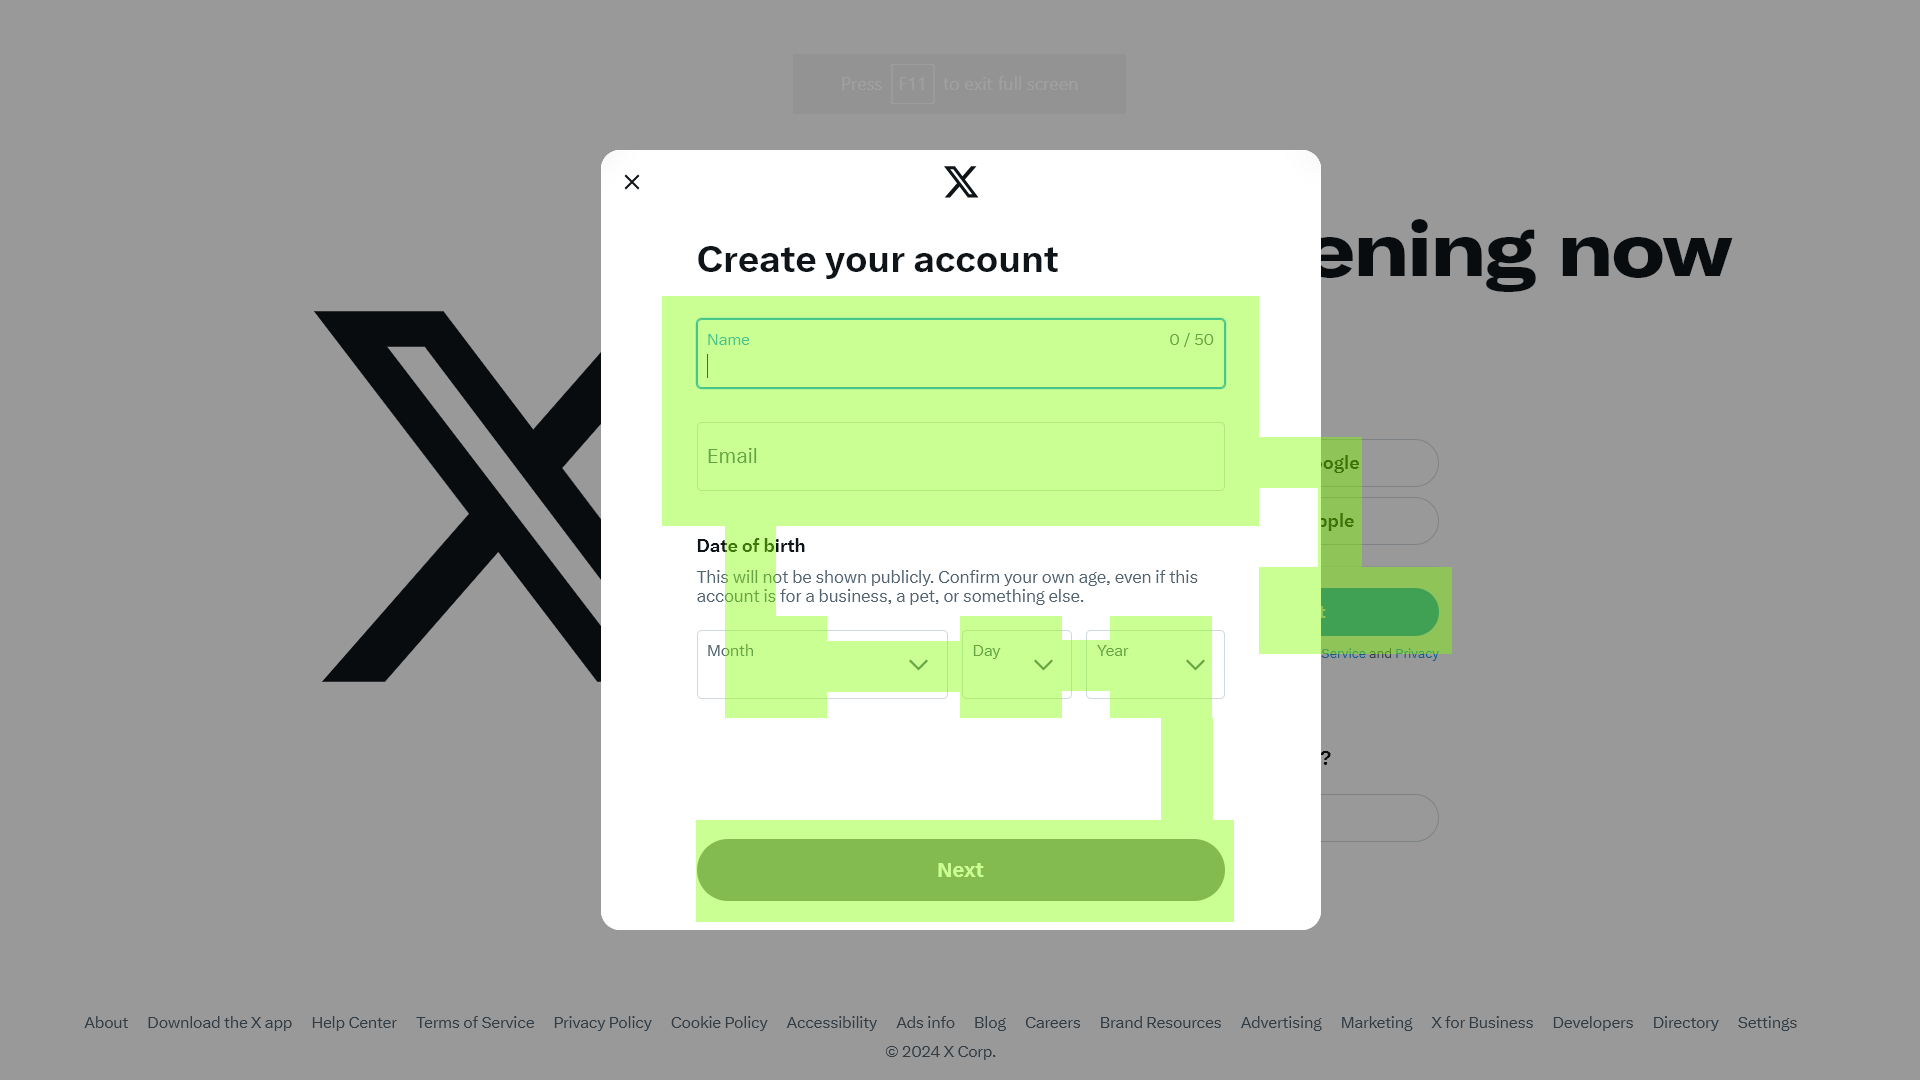 Press F11 to exit full screen
ening now
Create your account
Name 0 / 50
Email
ogle
pple
Date of birth
This will not be shown publicly. Confirm your own age, even if this
account is for a business, a pet, or something else.
Month Day Year
t
Service and Privacy
?
Next
About Download the X app Help Center Terms of Service Privacy Policy Cookie Policy Accessibility Ads info Blog Careers Brand Resources Advertising Marketing X for Business Developers Directory Settings
© 2024 X Corp.